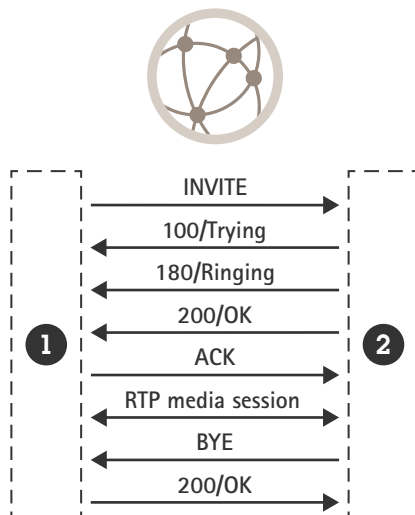 INVITE
100/Trying
180/Ringing
200/OK
1
2
ACK
RTP media session
BYE
200/OK